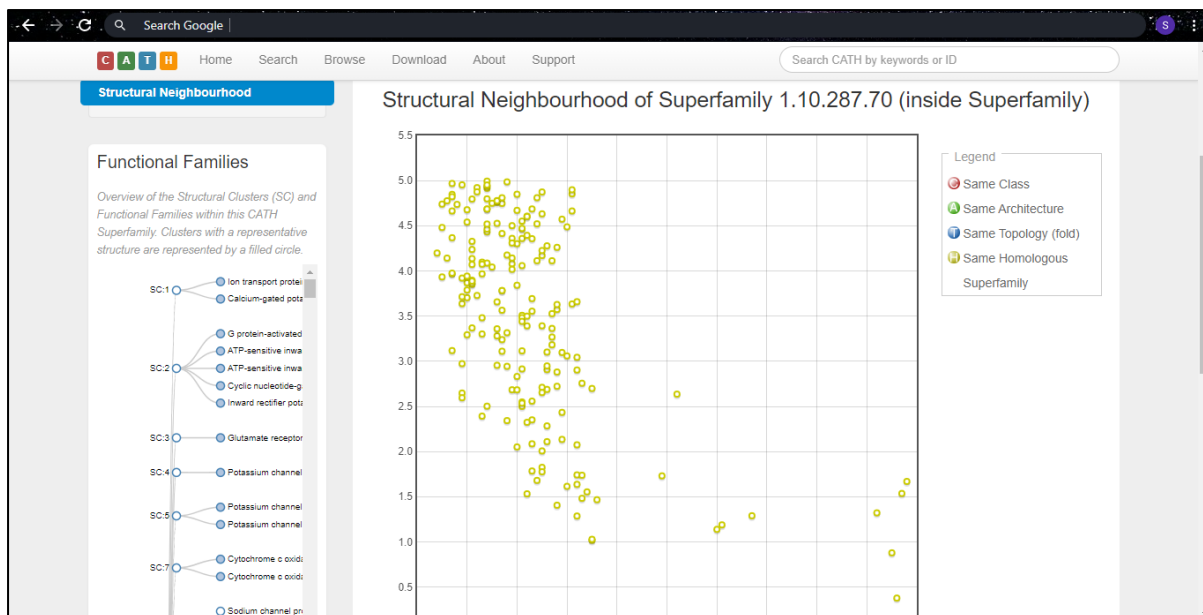 Search Google
S
C A T H
Home
Search
Browse
Download
About
Support
Search CATH by keywords or ID
Structural Neighbourhood
Functional Families
Overview of the Structural Clusters (SC) and
Functional Families within this CATH
Superfamily. Clusters with a representative
structure are represented by a filled circle.
SC:1
Ion transport protei
Calcium-gated pota
SC:2
G protein-activated
ATP-sensitive inwa
ATP-sensitive inwa
Cyclic nucleotide-g
Inward rectifier pota
SC:3
Glutamate receptor
SC:4
Potassium channel
SC:5
Potassium channel
Potassium channel
SC:7
Cytochrome c oxida
Cytochrome c oxida
Sodium channel pro
Structural Neighbourhood of Superfamily 1.10.287.70 (inside Superfamily)
5.5
5.0
4.5
4.0
3.5
3.0
2.5
2.0
1.5
1.0
0.5
Legend
C Same Class
A Same Architecture
T Same Topology (fold)
H Same Homologous
Superfamily